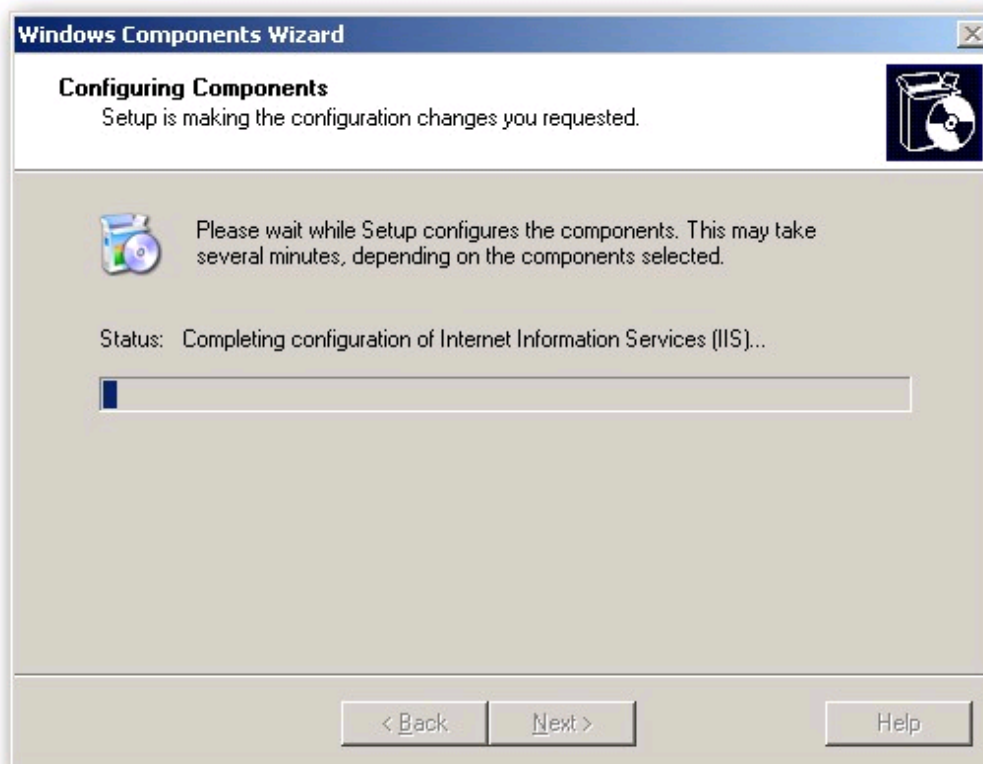 Windows Components Wizard
Configuring Components
Setup is making the configuration changes you requested.
Please wait while Setup configures the components. This may take
several minutes, depending on the components selected.
Status: Completing configuration of Internet Information Services (IIS)...
< Back Next > Help